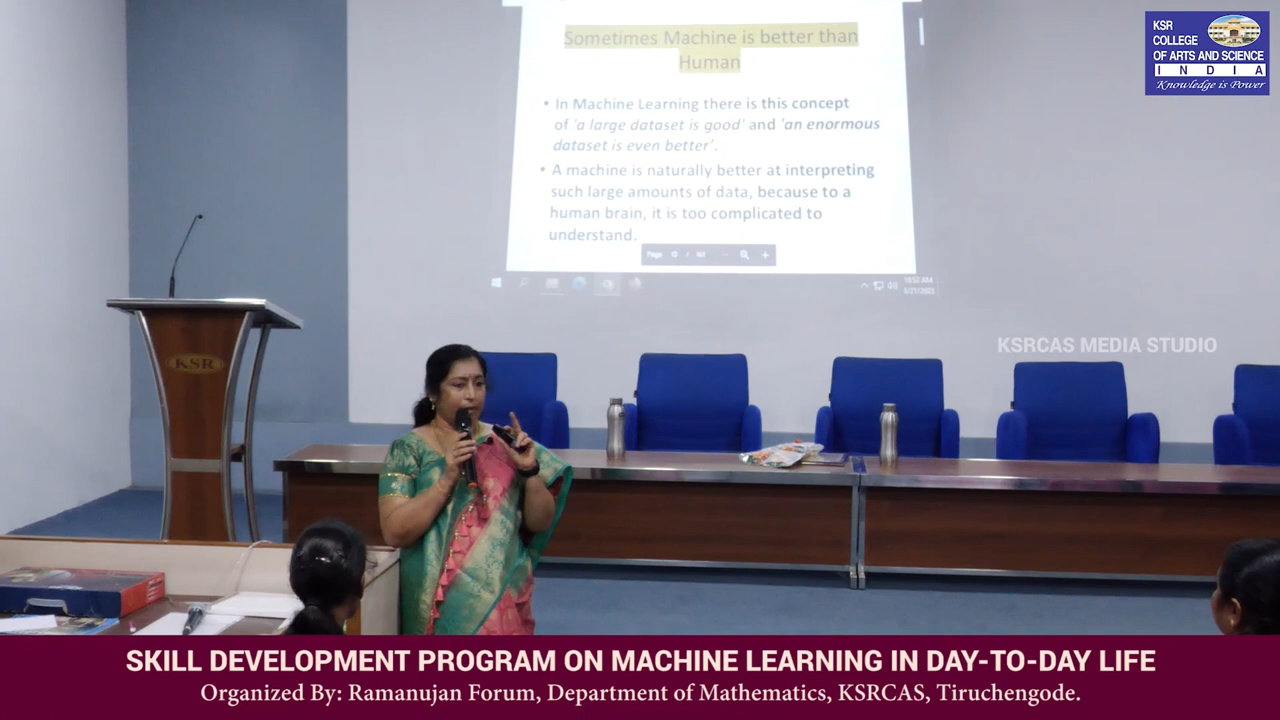 Sometimes Machine is better than
Human
• In Machine Learning there is this concept
of 'a large dataset is good' and 'an enormous
dataset is even better'.
• A machine is naturally better at interpreting
such large amounts of data, because to a
human brain, it is too complicated to
understand.
Page
KSR
COLLEGE
OF ARTS AND SCIENCE
INDIA
Knowledge is Power
KSR
KSRCAS MEDIA STUDIO
SKILL DEVELOPMENT PROGRAM ON MACHINE LEARNING IN DAY-TO-DAY LIFE
Organized By: Ramanujan Forum, Department of Mathematics, KSRCAS, Tiruchengode.